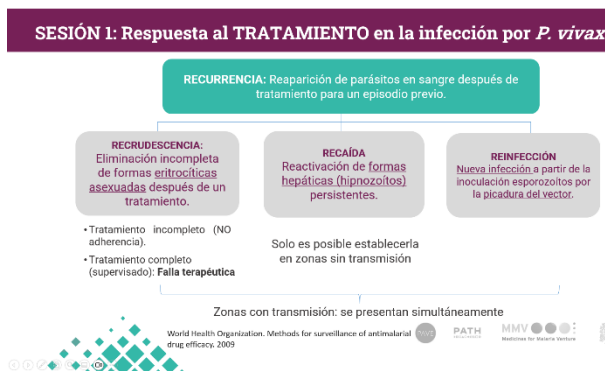 SESIÓN 1: Respuesta al TRATAMIENTO en la infección por P. vivax
RECURRENCIA: Reaparición de parásitos en sangre después de
tratamiento para un episodio previo.
RECRUDESCENCIA:
Eliminación incompleta
de formas eritrocíticas
asexuadas después de un
tratamiento.
RECAÍDA
Reactivación de formas
hepáticas (hipnozoítos)
persistentes.
REINFECCIÓN
Nueva infección a partir de la
inoculación esporozoítos por
la picadura del vector.
• Tratamiento incompleto (NO
adherencia).
• Tratamiento completo
(supervisado): Falla terapéutica
Solo es posible establecerla
en zonas sin transmisión
Zonas con transmisión: se presentan simultáneamente
World Health Organization. Methods for surveillance of antimalarial
drug efficacy. 2009
PATH
MMV
Medicines for Malaria Venture